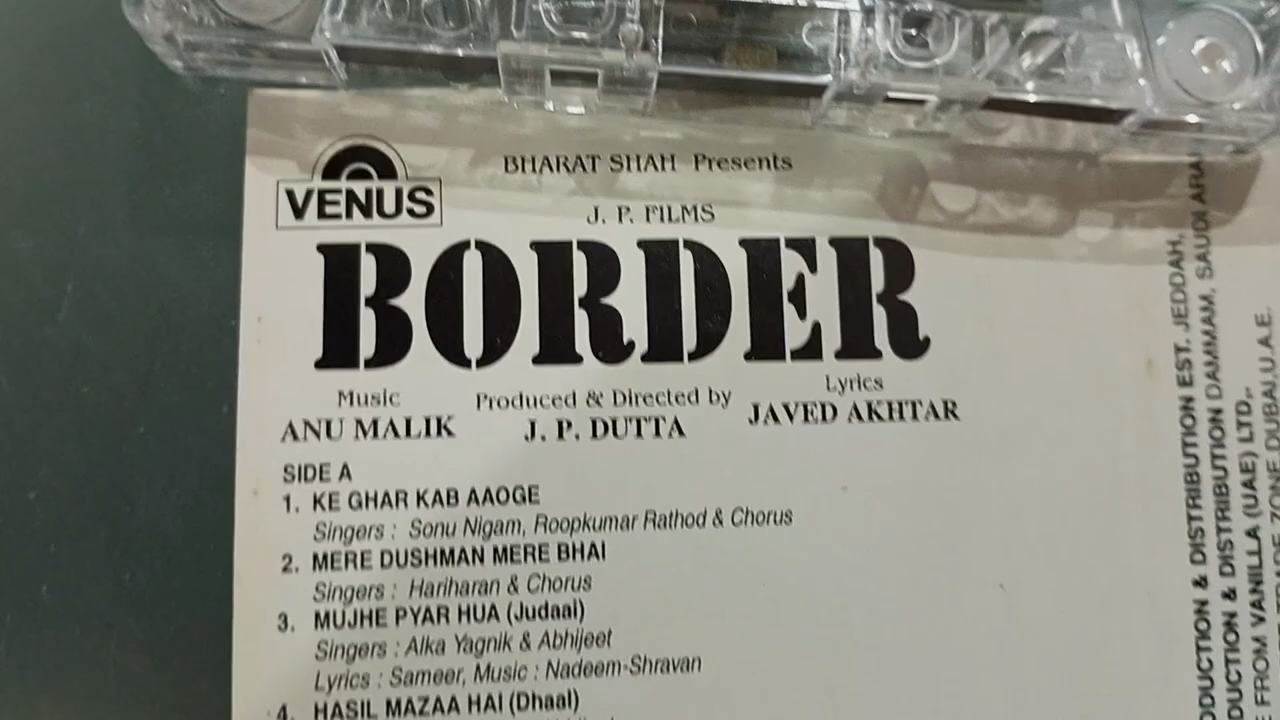 VENUS
BHARAT SHAH Presents
J. P. FILMS
BORDER
Music
ANU MALIK
Produced & Directed by
J. P. DUTTA
Lyrics
JAVED AKHTAR
SIDE A
1. KE GHAR KAB AAOGE
Singers : Sonu Nigam, Roopkumar Rathod & Chorus
2. MERE DUSHMAN MERE BHAI
Singers : Hariharan & Chorus
3. MUJHE PYAR HUA (Judaai)
Singers : Alka Yagnik & Abhijeet
Lyrics : Sameer, Music : Nadeem-Shravan
4. HASIL MAZAA HAI (Dhaal)
& DISTRIBUTION EST. JEDDAH,
& DISTRIBUTION DAMMAM, SAUDI
FROM VANILLA (UAE) LTD,.
ZONE DUBAI.U.A.E.